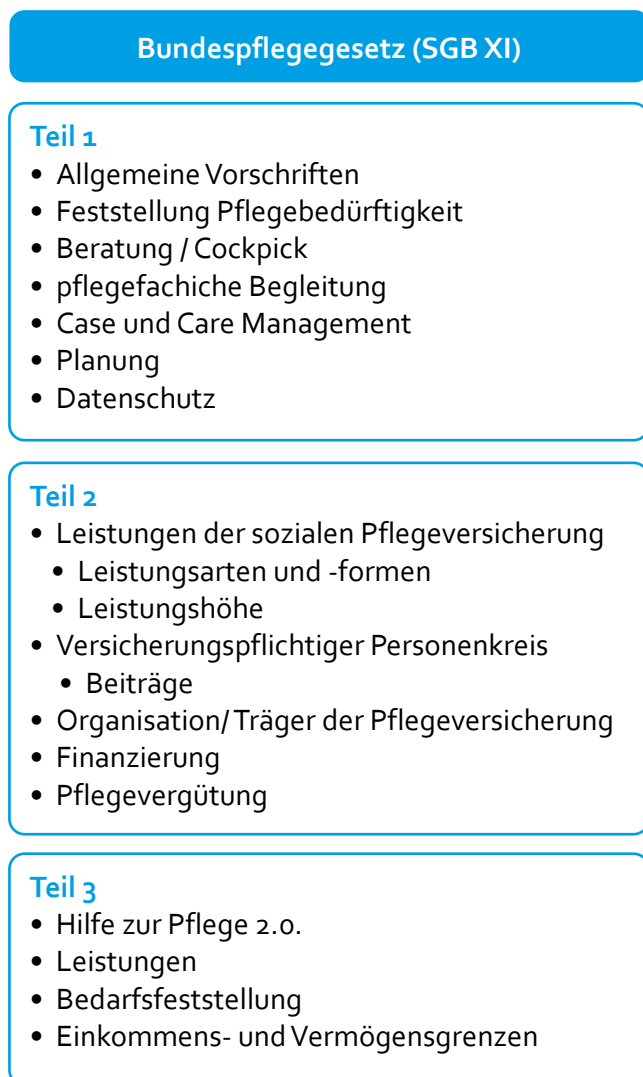 Bundespflegegesetz (SGB XI)
Teil 1
• Allgemeine Vorschriften
• Feststellung Pflegebedürftigkeit
• Beratung / Cockpick
• pflegefachiche Begleitung
• Case und Care Management
• Planung
• Datenschutz
Teil 2
• Leistungen der sozialen Pflegeversicherung
• Leistungsarten und -formen
• Leistungshöhe
• Versicherungspflichtiger Personenkreis
• Beiträge
• Organisation/ Träger der Pflegeversicherung
• Finanzierung
• Pflegevergütung
Teil 3
• Hilfe zur Pflege 2.0.
• Leistungen
• Bedarfsfeststellung
• Einkommens- und Vermögensgrenzen